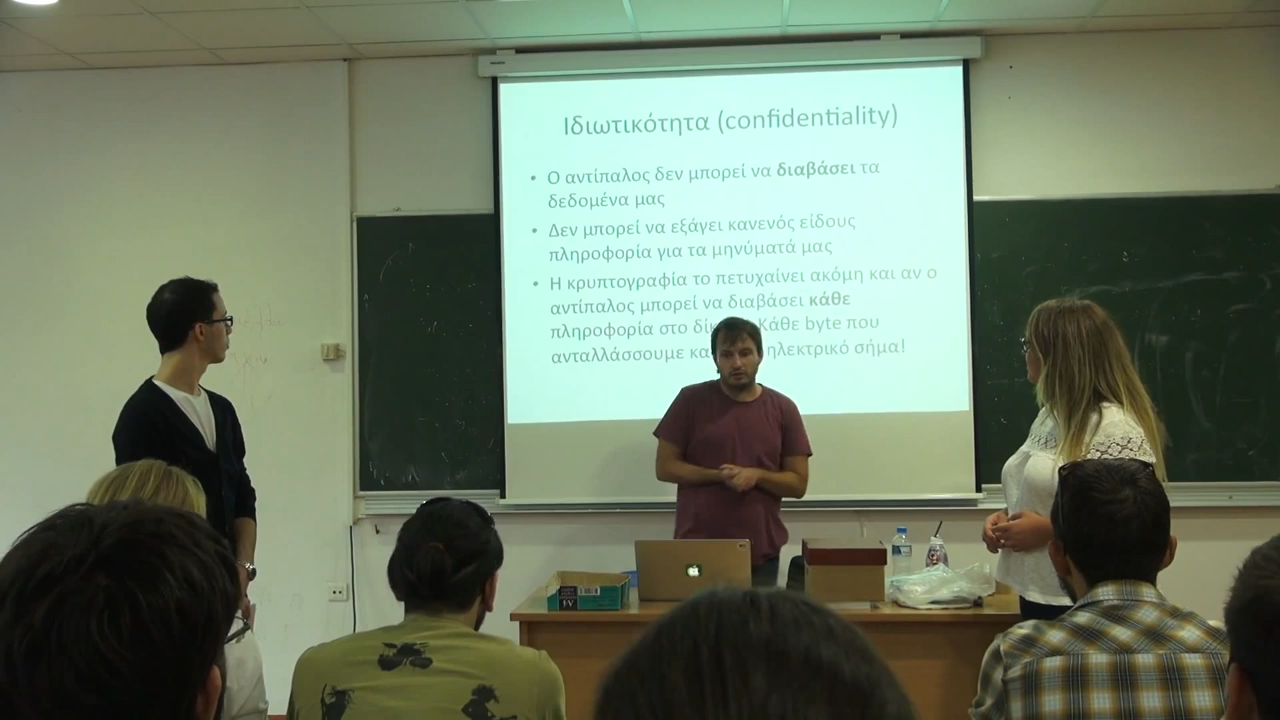 Ιδιωτικότητα (confidentiality)
• Ο αντίπαλος δεν μπορεί να διαβάσει τα
δεδομένα μας
• Δεν μπορεί να εξάγει κανενός είδους
πληροφορία για τα μηνύματά μας
• Η κρυπτογραφία το πετυχαίνει ακόμη και αν ο
αντίπαλος μπορεί να διαβάσει κάθε
πληροφορία στο Κάθε byte που
ανταλλάσσουμε ηλεκτρικό σήμα!
A4